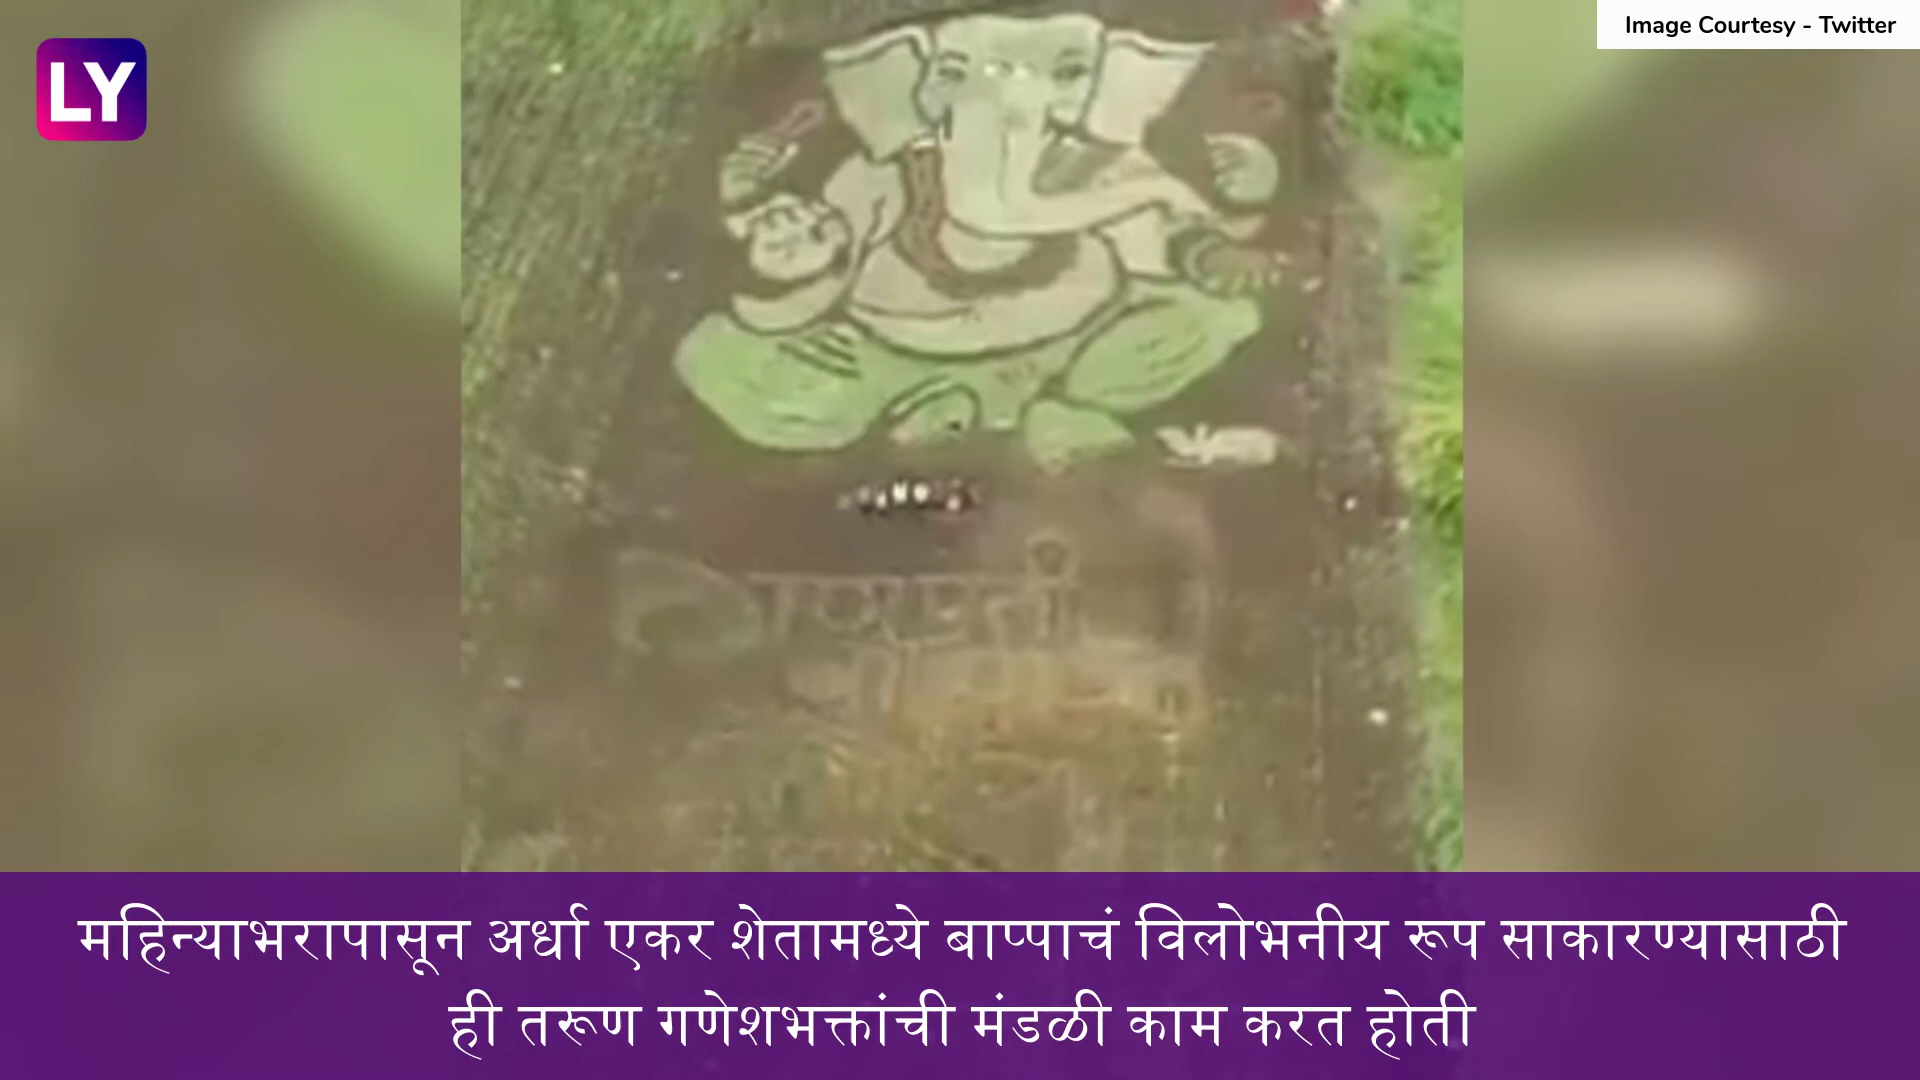 Image Courtesy - Twitter
LY
महिन्याभरापासून अर्धा एकर शेतामध्ये बाप्पाचं विलोभनीय रूप साकारण्यासाठी
ही तरूण गणेशभक्तांची मंडळी काम करत होती